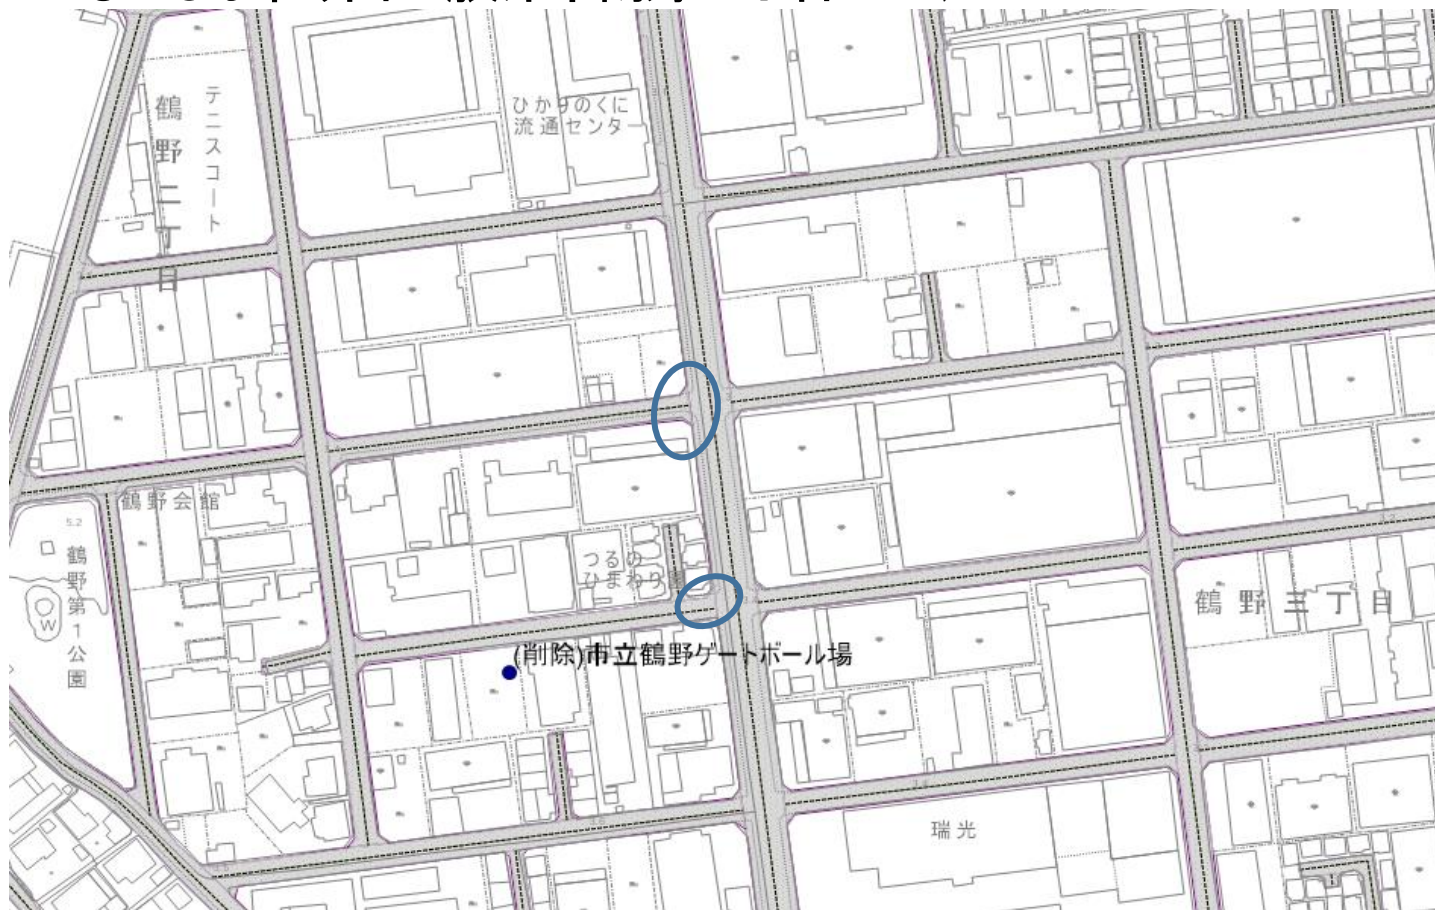 鶴野二丁目
テニスコート
ひかりのくに
流通センター
鶴野会館
5.2
鶴野第1公園
W
つるの
ひまわり園
鶴野三丁目
(削除)市立鶴野ゲートボール場
瑞光